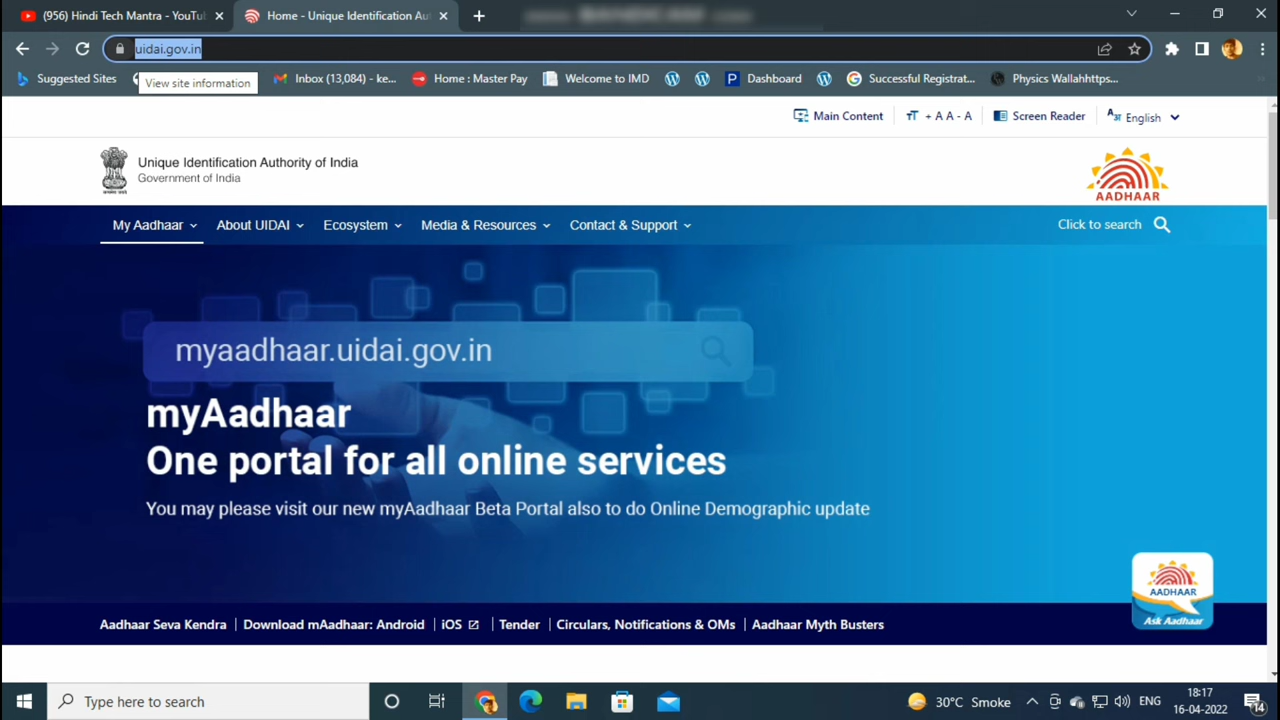 (956) Hindi Tech Mantra - YouTub
Home - Unique Identification Aut
uidai.gov.in
Suggested Sites
View site information
Inbox (13,084) - ke...
Home : Master Pay
Welcome to IMD
Dashboard
Successful Registrat...
Physics Wallahhttps...
Main Content
+ A A - A
Screen Reader
English
Unique Identification Authority of India
Government of India
AADHAAR
My Aadhaar
About UIDAI
Ecosystem
Media & Resources
Contact & Support
Click to search
myaadhaar.uidai.gov.in
myAadhaar
One portal for all online services
You may please visit our new myAadhaar Beta Portal also to do Online Demographic update
AADHAAR
Ask Aadhaar
Aadhaar Seva Kendra
Download mAadhaar: Android
iOS
Tender
Circulars, Notifications & OMs
Aadhaar Myth Busters
Type here to search
30°C Smoke
ENG
18:17
16-04-2022
14